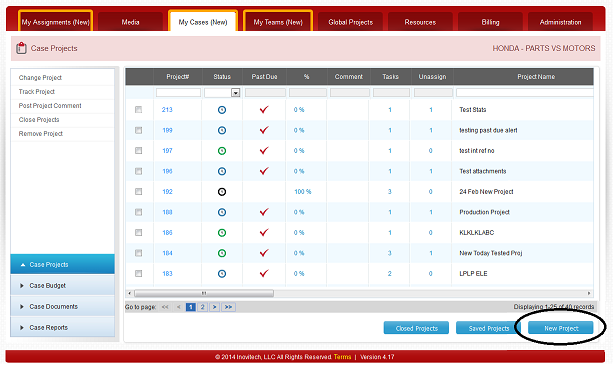 My Assignments (New) Media My Cases (New) My Teams (New) Global Projects Resources Billing Administration
Case Projects HONDA - PARTS VS MOTORS
Change Project
Track Project
Post Project Comment
Close Projects
Remove Project
Case Projects
Case Budget
Case Documents
Case Reports
Project# Status Past Due % Comment Tasks Unassign Project Name
213 0 % 1 1 Test Stats
199 0 % 1 1 testing past due alert
197 0 % 1 0 test int ref no
196 0 % 1 1 Test attachments
192 100 % 3 0 24 Feb New Project
188 0 % 1 1 Production Project
186 0 % 1 0 KLKLKLABC
184 0 % 3 1 New Today Tested Proj
183 0 % 2 0 LPLP ELE
Go to page: << < 1 2 > >> Displaying 1-25 of 40 records
Closed Projects Saved Projects New Project
© 2014 Inovitech, LLC All Rights Reserved. Terms | Version 4.17